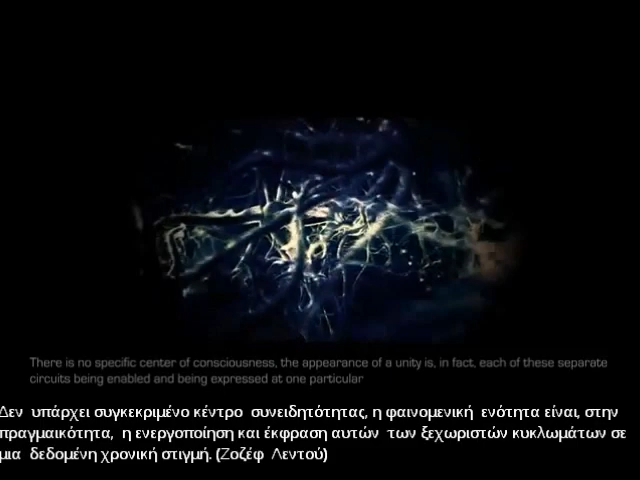 There is no specific center of consciousness, the appearance of a unity is, in fact, each of these separate
circuits being enabled and being expressed at one particular
Δεν υπάρχει συγκεκριμένο κέντρο συνειδητότητας, η φαινομενική ενότητα είναι, στην
πραγμαικότητα, η ενεργοποίηση και έκφραση αυτών των ξεχωριστών κυκλωμάτων σε
μια δεδομένη χρονική στιγμή. (Ζοζέφ Λεντού)